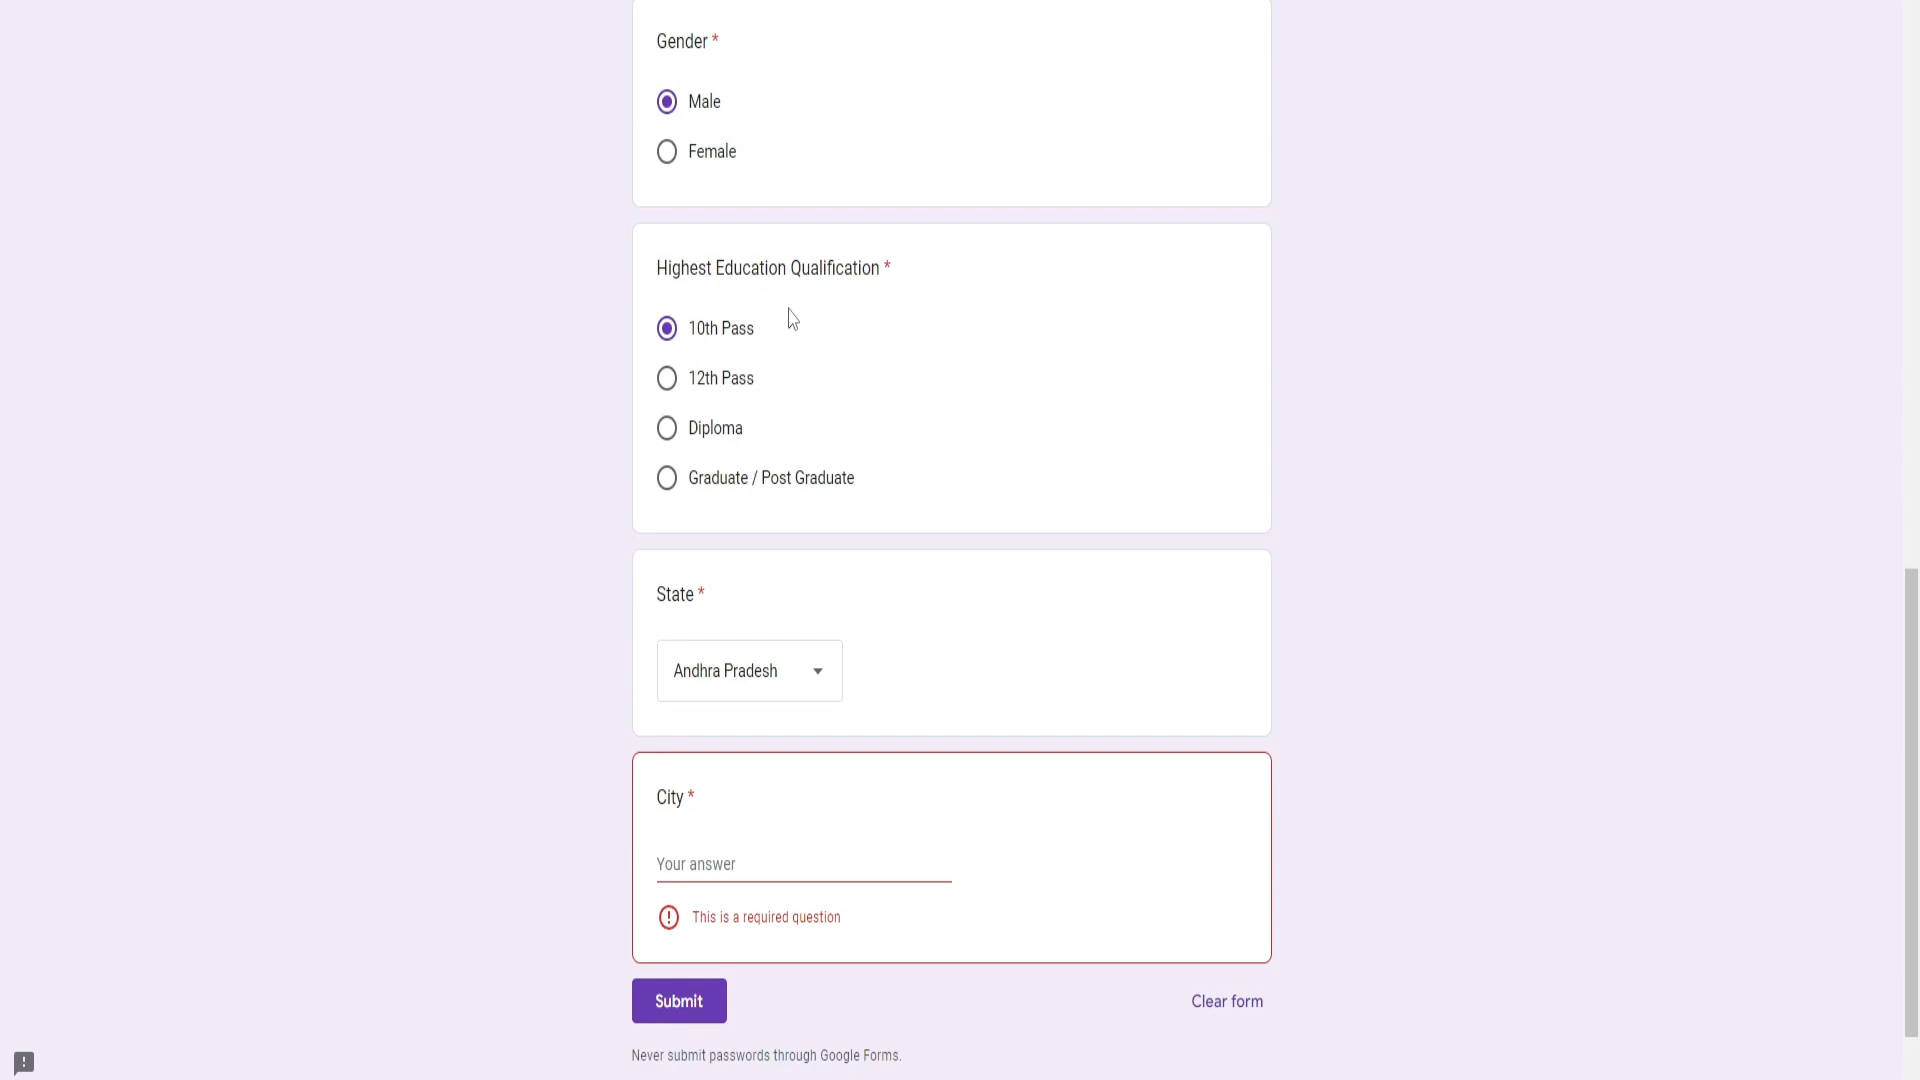 Gender *
Male
Female
Highest Education Qualification *
10th Pass
12th Pass
Diploma
Graduate / Post Graduate
State *
Andhra Pradesh
City *
Your answer
This is a required question
Submit
Clear form
Never submit passwords through Google Forms.